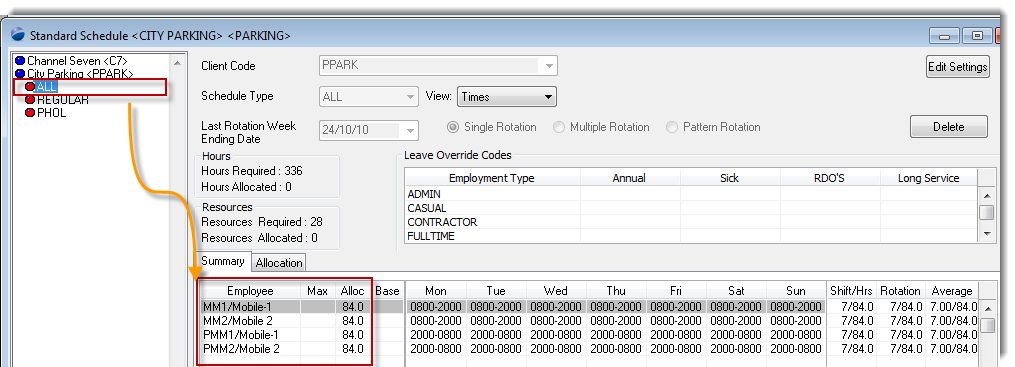 Standard Schedule <CITY PARKING> <PARKING>
Channel Seven <C7>
City Parking <PPARK>
ALL
REGULAR
PHOL
Client Code PPARK Edit Settings
Schedule Type ALL View: Times
Last Rotation Week
Ending Date 24/10/10 Single Rotation Multiple Rotation Pattern Rotation Delete
Hours
Hours Required : 336
Hours Allocated : 0
Resources
Resources Required : 28
Resources Allocated : 0
Leave Override Codes
Employment Type Annual Sick RDO'S Long Service
ADMIN
CASUAL
CONTRACTOR
FULLTIME
Summary Allocation
Employee Max Alloc Base Mon Tue Wed Thu Fri Sat Sun Shift/Hrs Rotation Average
MM1/Mobile-1 84.0 0800-2000 0800-2000 0800-2000 0800-2000 0800-2000 0800-2000 0800-2000 7/84.0 7/84.0 7.00/84.0
MM2/Mobile 2 84.0 0800-2000 0800-2000 0800-2000 0800-2000 0800-2000 0800-2000 0800-2000 7/84.0 7/84.0 7.00/84.0
PMM1/Mobile-1 84.0 2000-0800 2000-0800 2000-0800 2000-0800 2000-0800 2000-0800 2000-0800 7/84.0 7/84.0 7.00/84.0
PMM2/Mobile 2 84.0 2000-0800 2000-0800 2000-0800 2000-0800 2000-0800 2000-0800 2000-0800 7/84.0 7/84.0 7.00/84.0